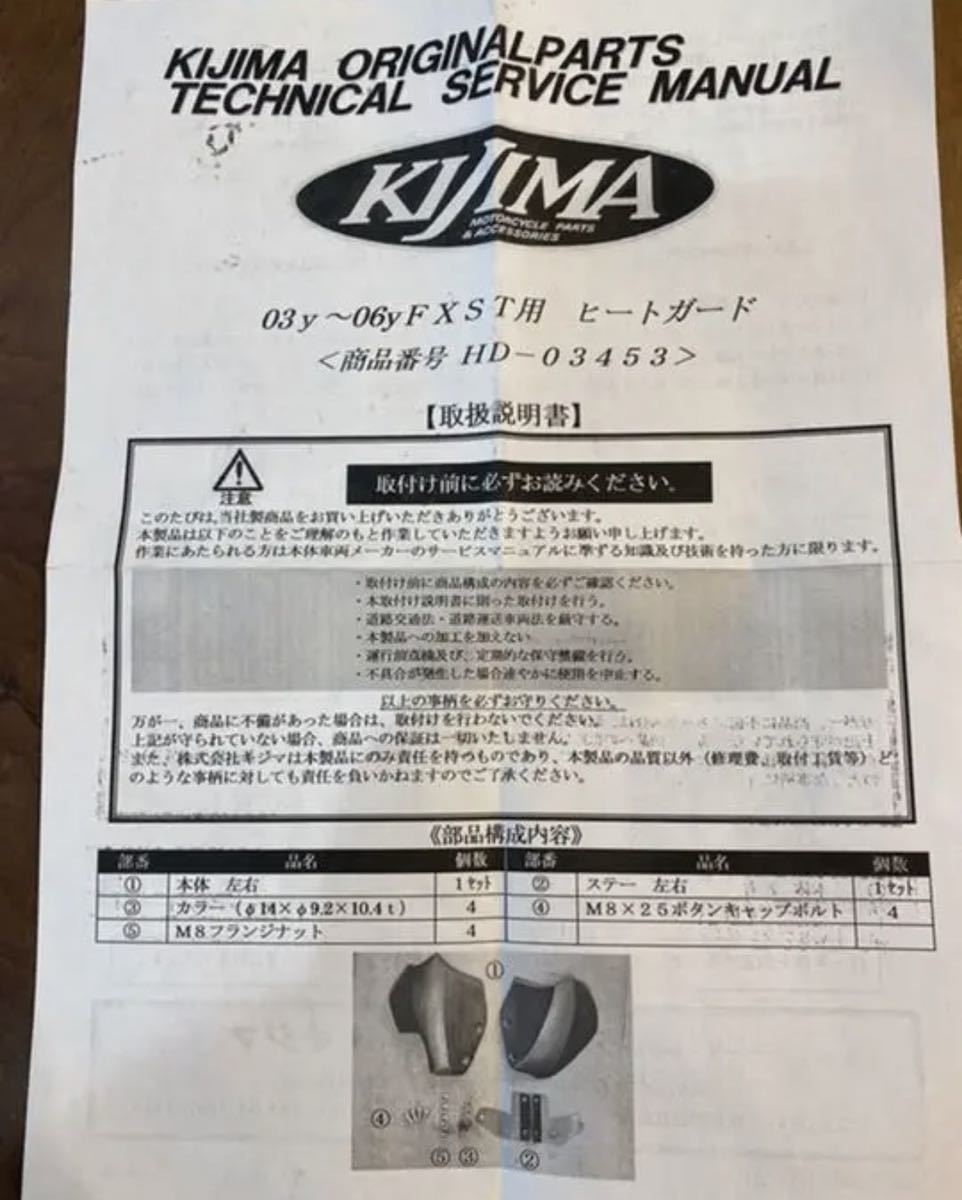 KIJIMA ORIGINALPARTS
TECHNICAL SERVICE MANUAL
KIJIMA
MOTORCYCLE PARTS
& ACCESSORIES
03y～06yFXST用 ヒートガード
＜商品番号 HD－03453＞
【取扱説明書】
注意
取付け前に必ずお読みください。
このたびは、当社製商品をお買い上げいただきありがとうございます。
本製品は以下のことをご理解のもと作業していただきますようお願い申し上げます。
作業にあたられる方は本体車両メーカーのサービスマニュアルに準ずる知識及び技術を持った方に限ります。
・取付け前に商品構成の内容を必ずご確認ください。
・本取付け説明書に則った取付けを行う。
・道路交通法・道路運送車両法を厳守する。
・本製品への加工を加えない
・運行前点検及び、定期的な保守整備を行う。
・不具合が発生した場合速やかに使用を中止する。
以上の事柄を必ずお守りください。
万が一、商品に不備があった場合は、取付けを行わないでください。
上記が守られていない場合、商品への保証は一切いたしません。
また、株式会社キジマは本製品にのみ責任を持つものであり、本製品の品質以外（修理費、取付工賃等）ど
のような事柄に対しても責任を負いかねますのでご了承ください。
《部品構成内容》
部番 品名 個数 部番 品名 個数
① 本体 左右 1セット ② ステー 左右 1セット
③ カラー（φ14×φ9.2×10.4t） 4 ④ M8×25ボタンキャップボルト 4
⑤ M8フランジナット 4
①
④
⑤ ③ ②